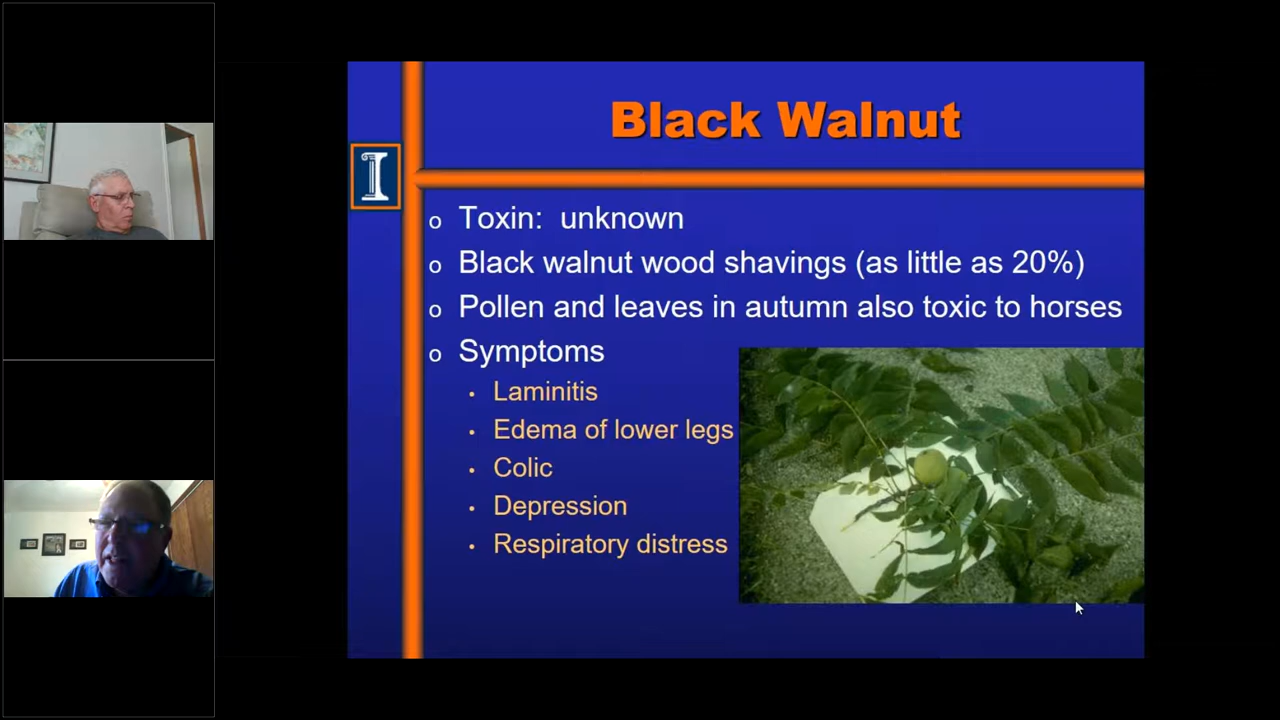 Black Walnut
I
o Toxin: unknown
o Black walnut wood shavings (as little as 20%)
o Pollen and leaves in autumn also toxic to horses
o Symptoms
• Laminitis
• Edema of lower legs
• Colic
• Depression
• Respiratory distress